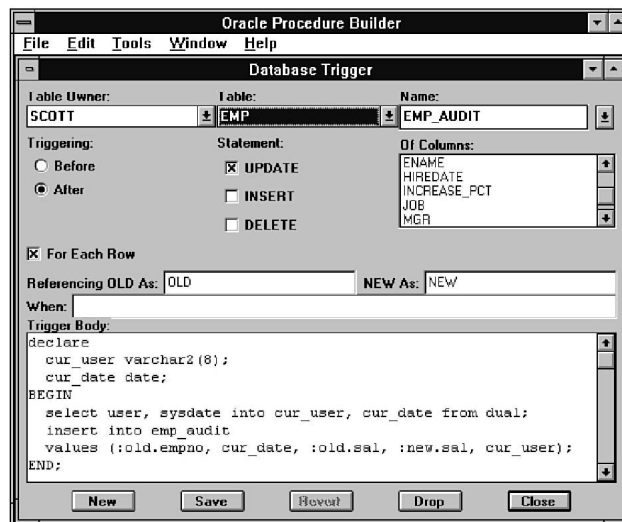 Oracle Procedure Builder
File Edit Tools Window Help
Database Trigger
Table Owner: Table: Name:
SCOTT EMP EMP_AUDIT
Triggering: Statement: Of Columns:
Before UPDATE ENAME
HIREDATE
After INSERT INCREASE_PCT
JOB
DELETE MGR
For Each Row
Referencing OLD As: OLD NEW As: NEW
When:
Trigger Body:
declare
cur_user varchar2(8);
cur_date date;
BEGIN
select user, sysdate into cur_user, cur_date from dual;
insert into emp_audit
values (:old.empno, cur_date, :old.sal, :new.sal, cur_user);
END;
New Save Revert Drop Close